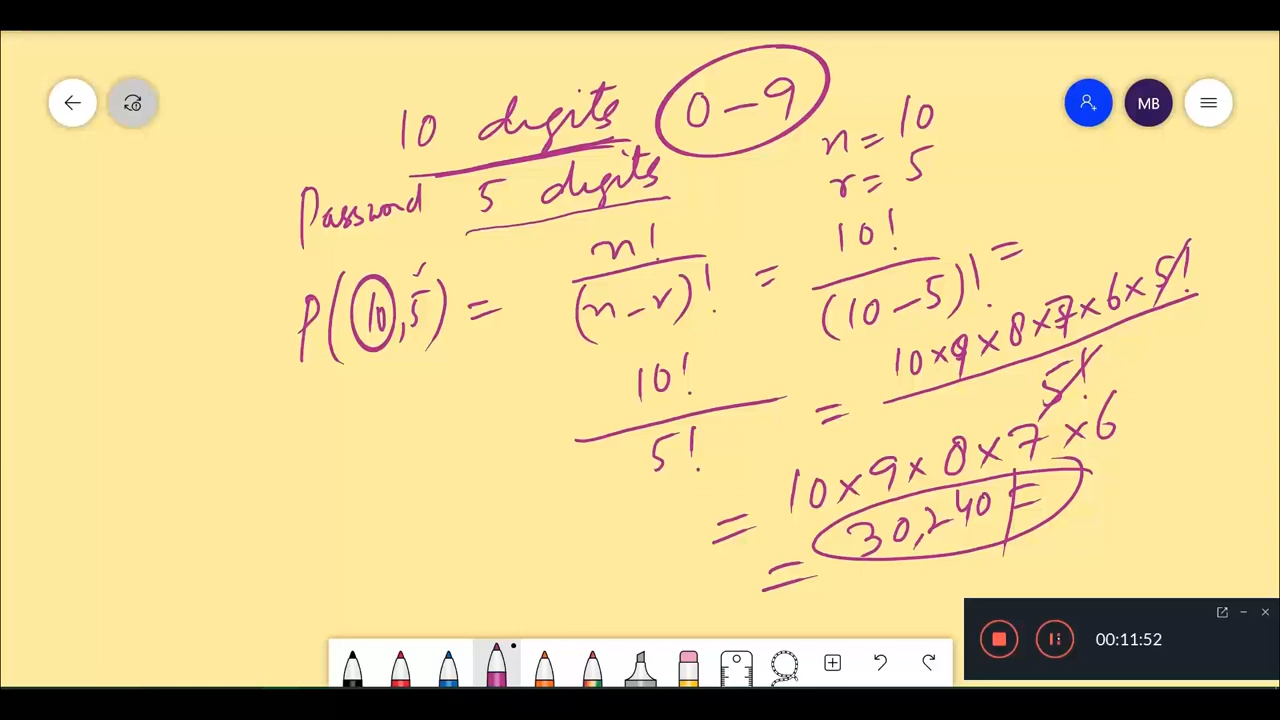 10 digits 0-9
n = 10
Password 5 digits
r = 5
P(10,5) = n!/(n-r)! = 10!/(10-5)! =
10!/5! = 10×9×8×7×6×5!/5!
= 10×9×8×7×6
= 30,240 =
MB
00:11:52